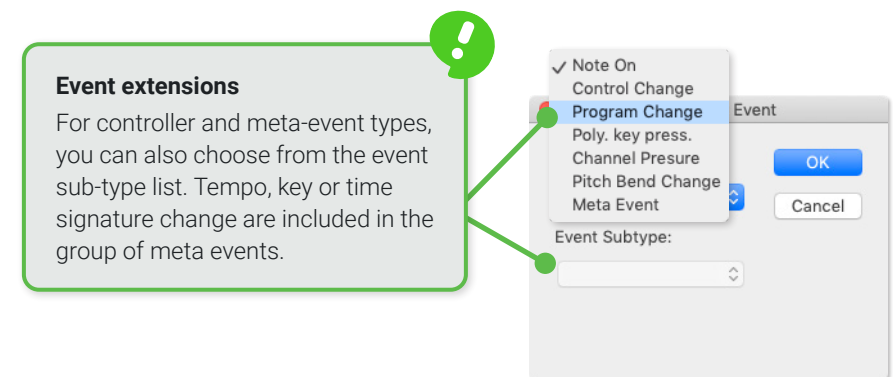 Event extensions
For controller and meta-event types,
you can also choose from the event
sub-type list. Tempo, key or time
signature change are included in the
group of meta events.
✓ Note On
Control Change
Program Change
Poly. key press.
Channel Presure
Pitch Bend Change
Meta Event
Event
OK
Cancel
Event Subtype: